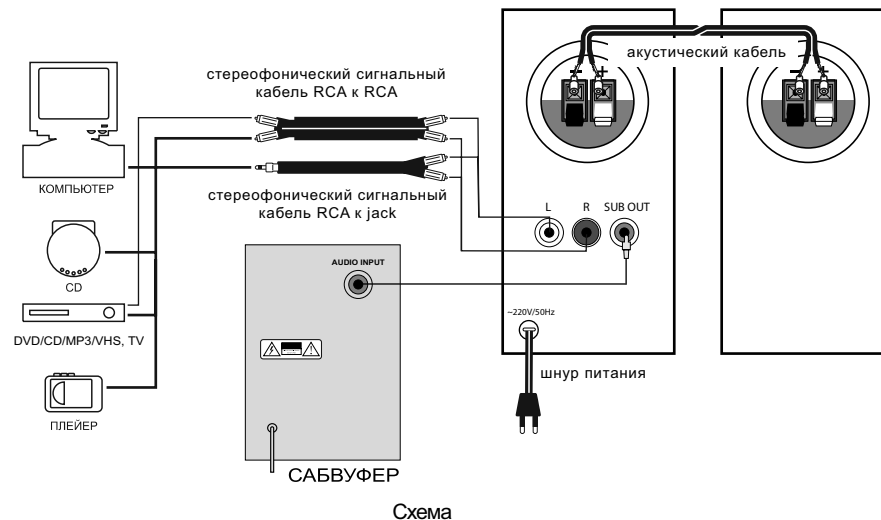 акустический кабель
− +
− +
стереофонический сигнальный
кабель RCA к RCA
КОМПЬЮТЕР
стереофонический сигнальный
кабель RCA к jack
L R SUB OUT
AUDIO INPUT
CD
~220V/50Hz
DVD/CD/MP3/VHS, TV
шнур питания
ПЛЕЙЕР
САБВУФЕР
Схема